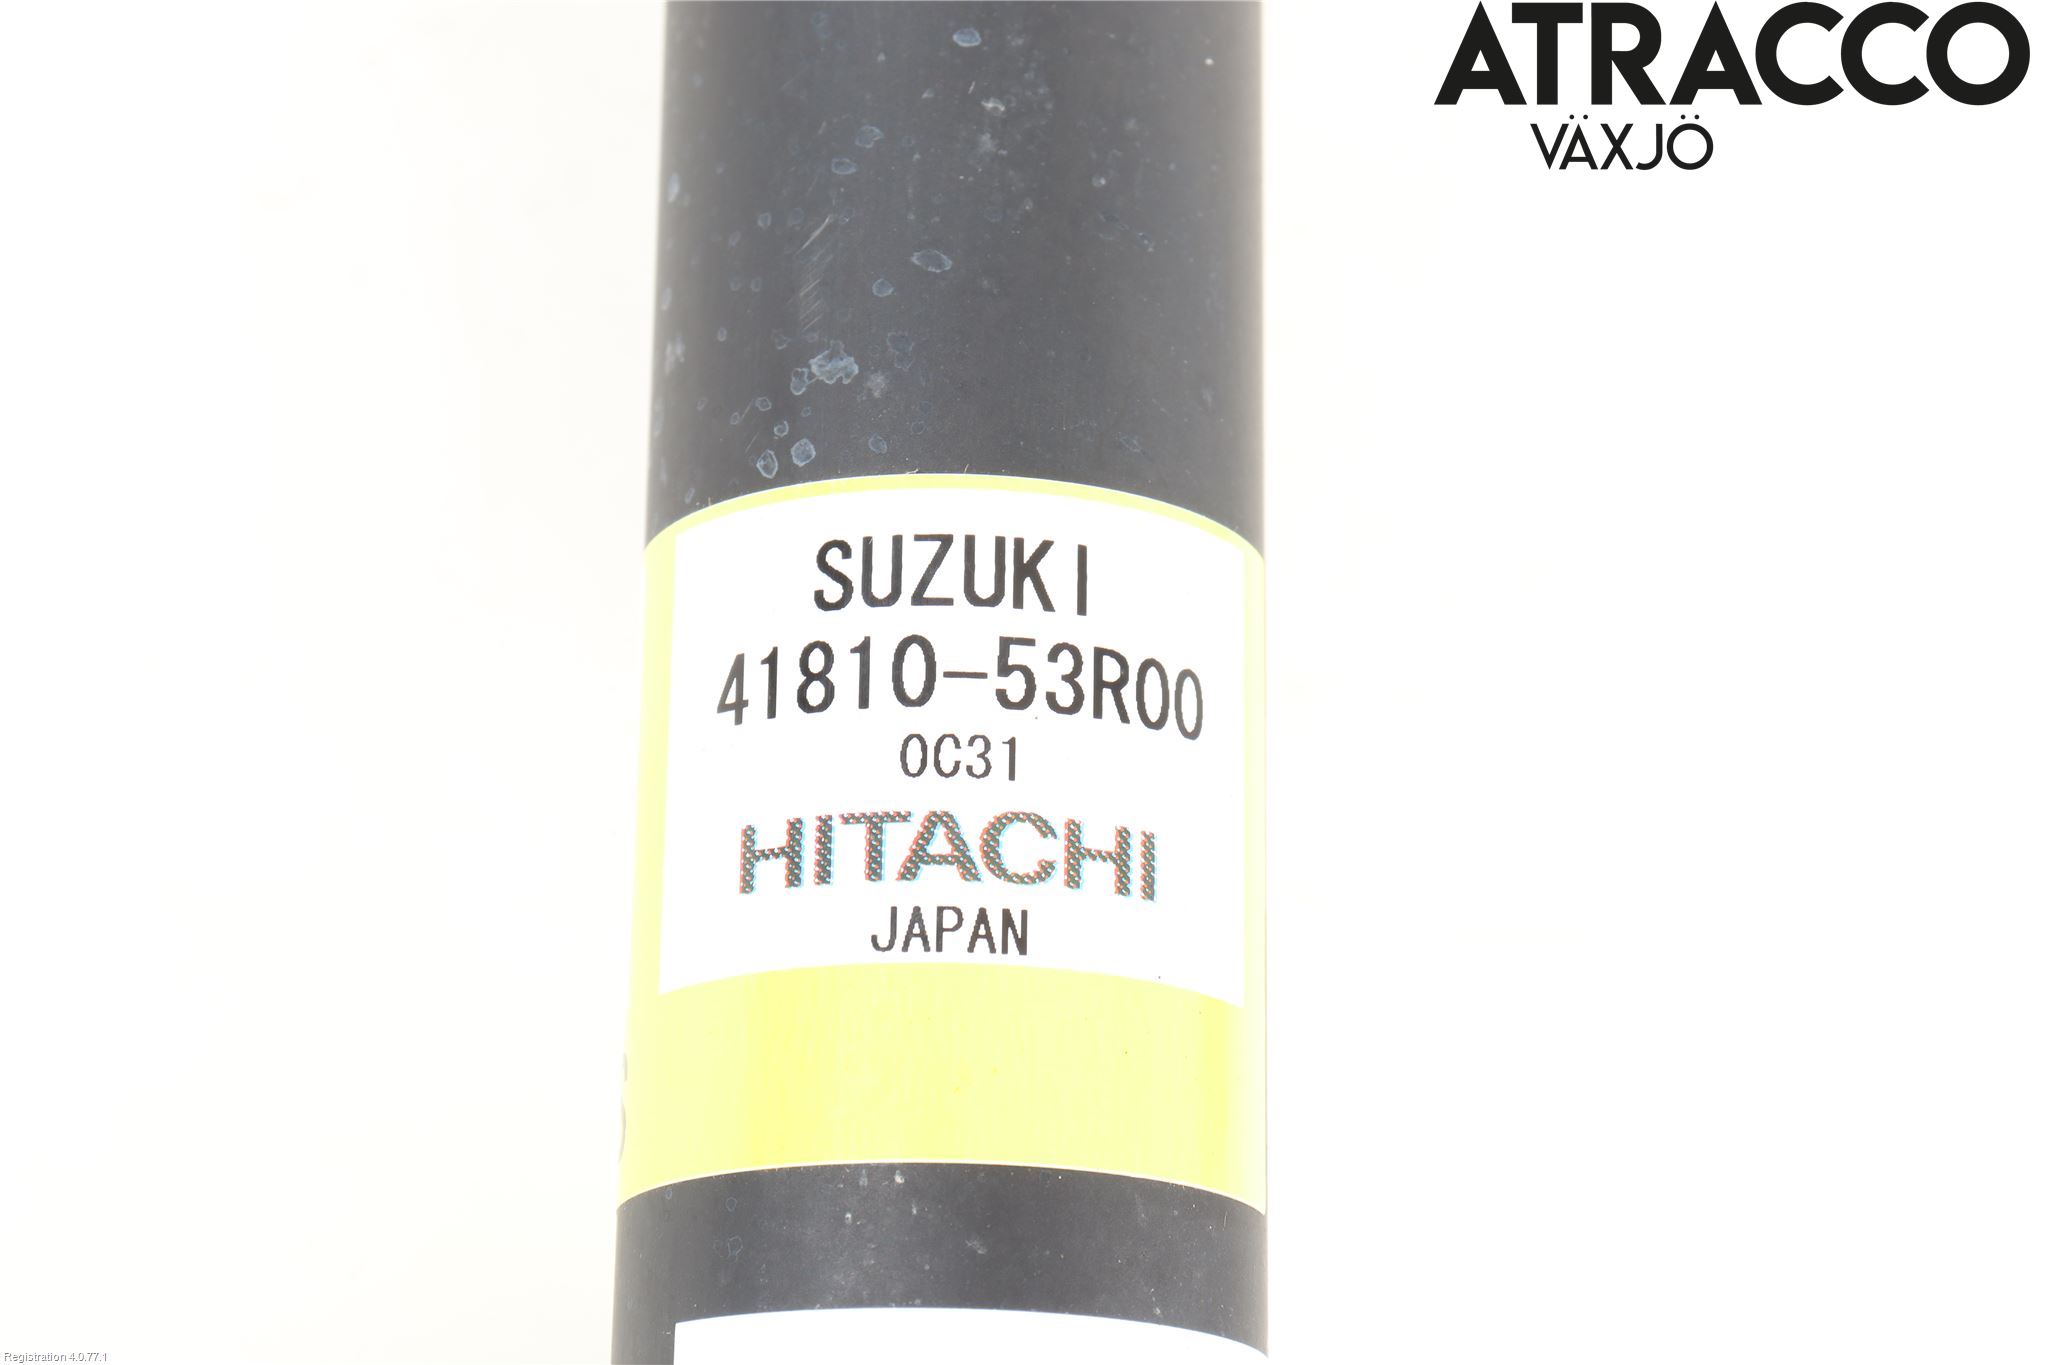 ATRACCO
VÄXJÖ
SUZUKI
41810-53R00
0C31
HITACHI
JAPAN
Registration 4.0.77.1